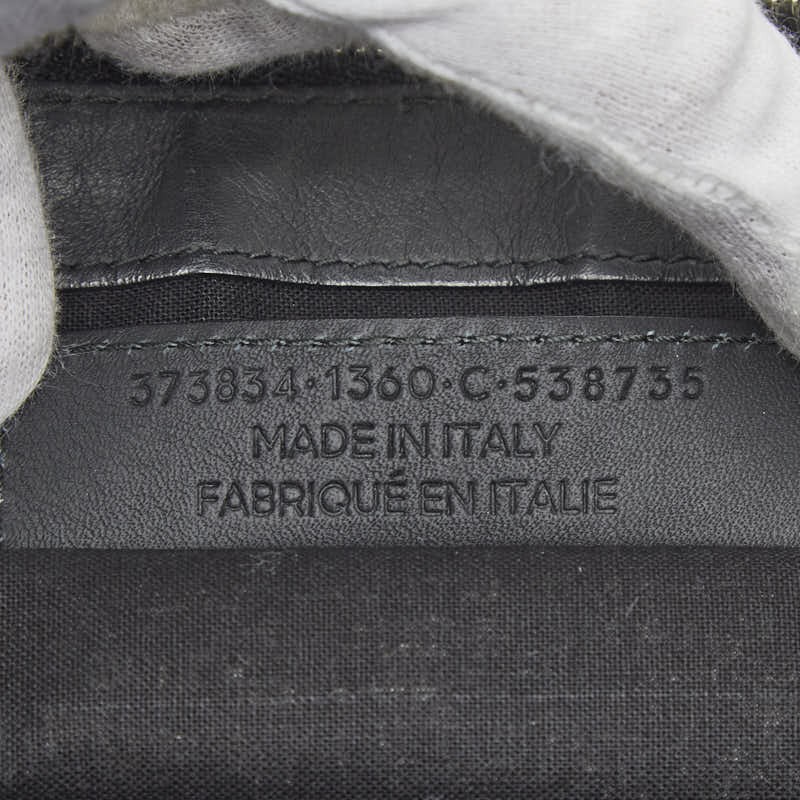 373834·1360·C·538735
MADE IN ITALY
FABRIQUÉ EN ITALIE